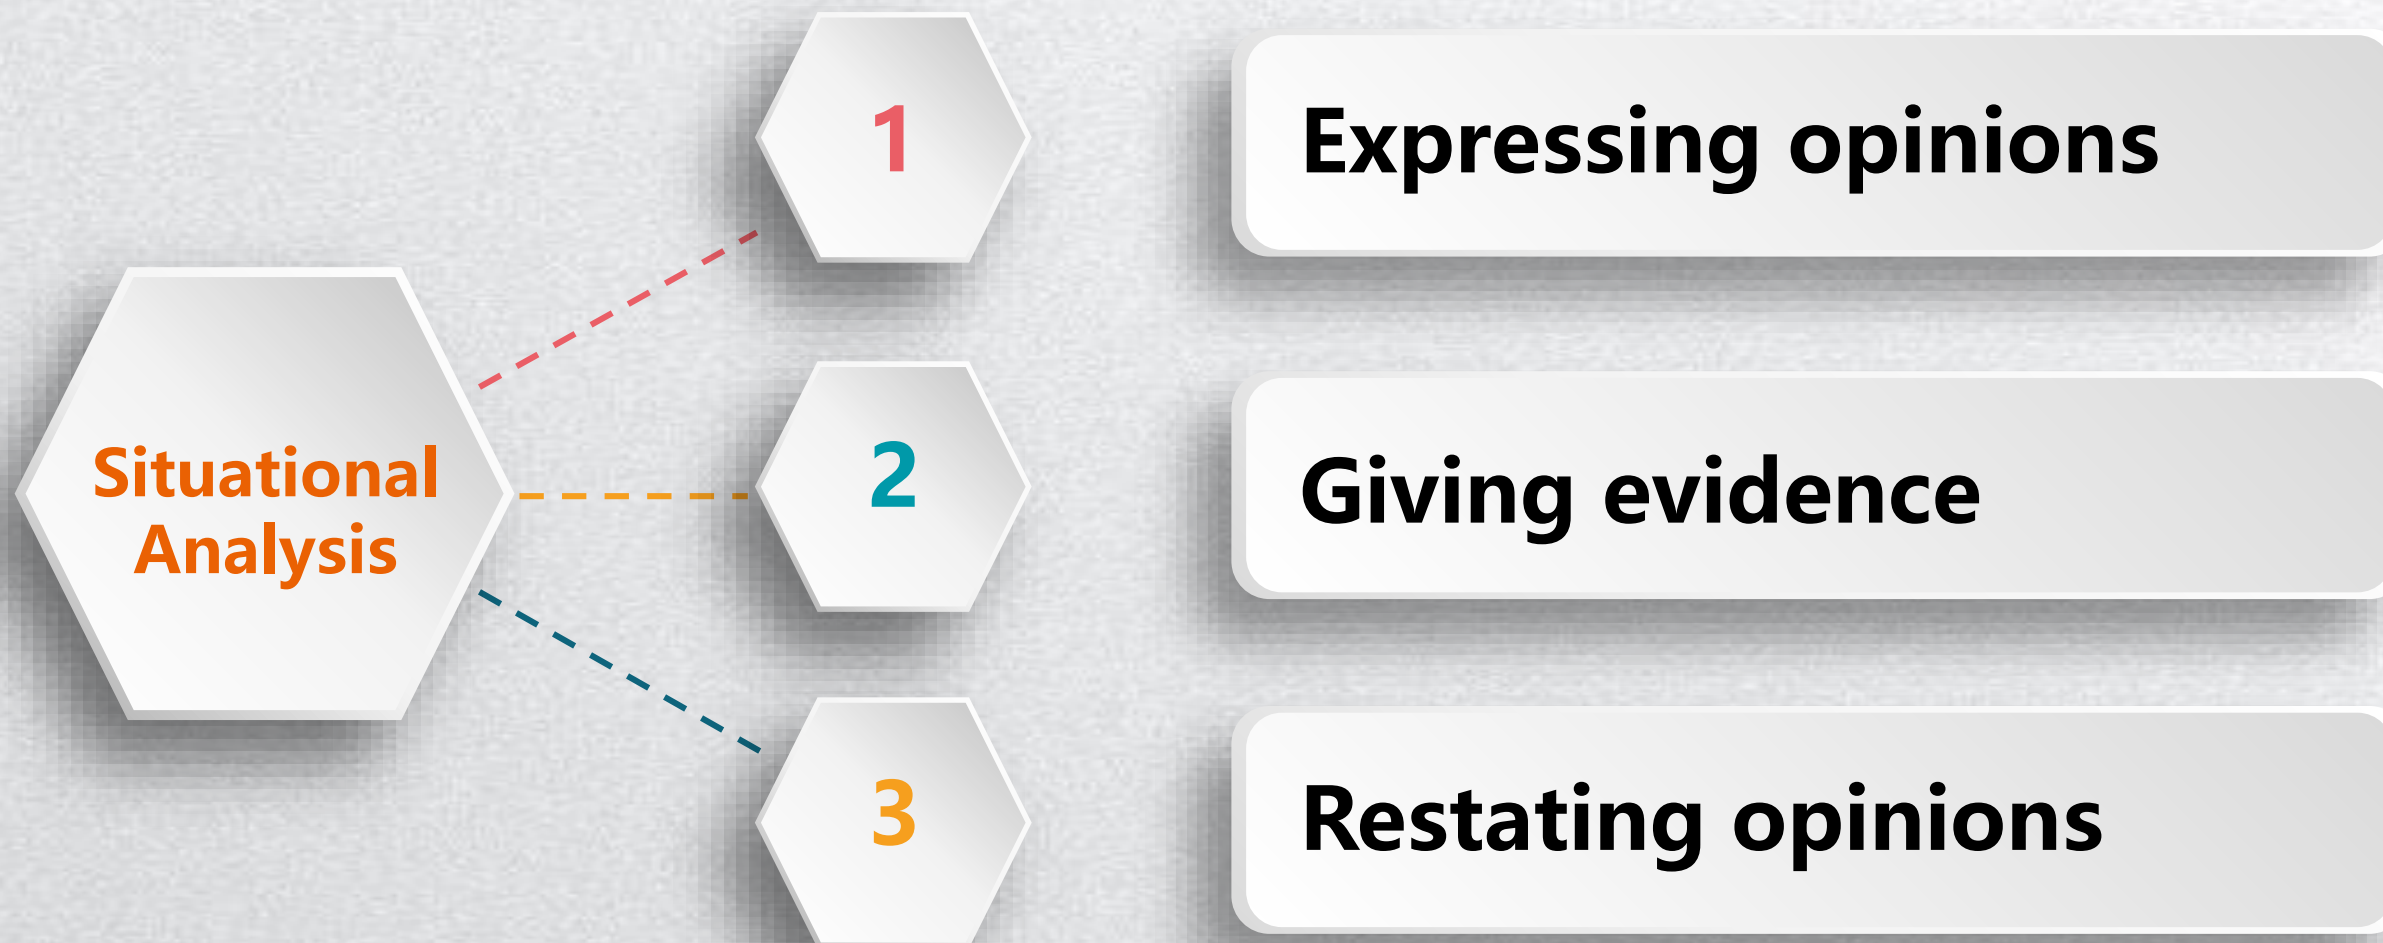 Situational
Analysis
1
Expressing opinions
2
Giving evidence
3
Restating opinions